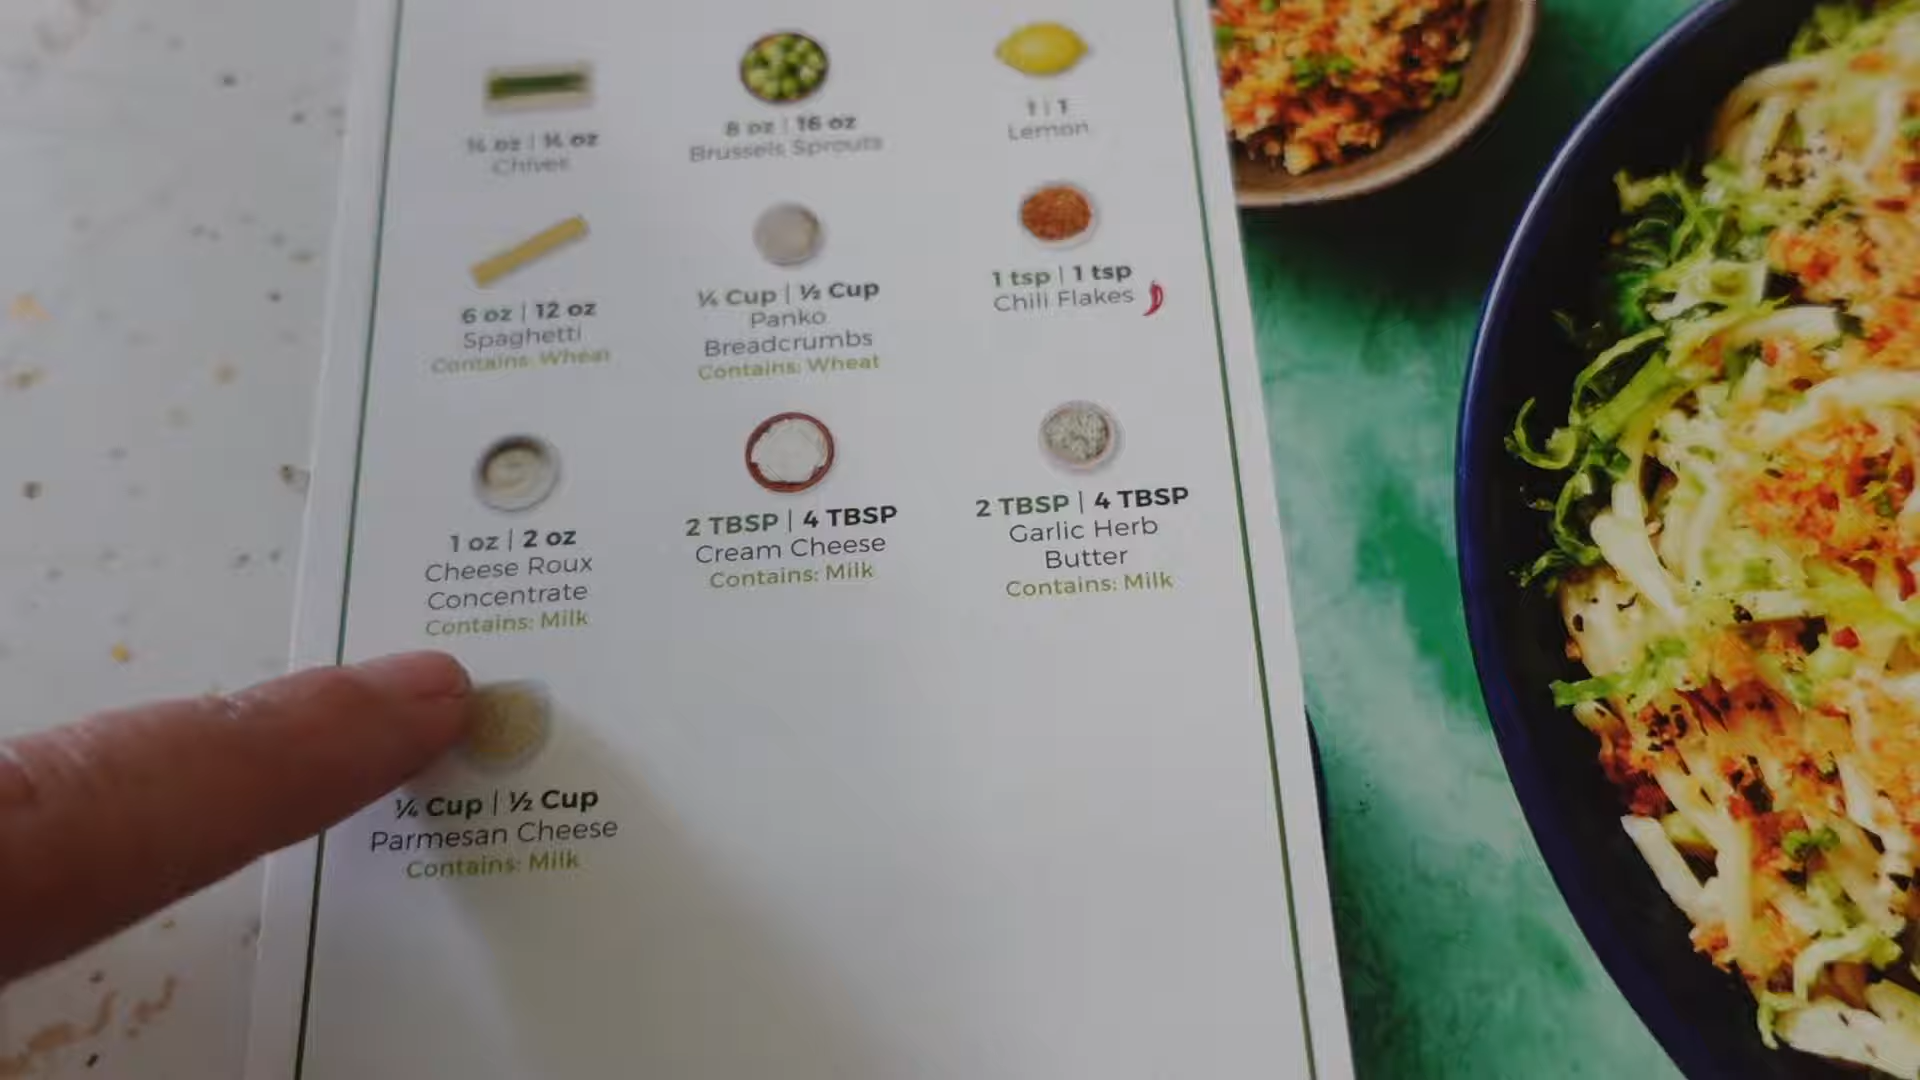 ¼ oz | ¼ oz
Chives
8 oz | 16 oz
Brussels Sprouts
1 | 1
Lemon
6 oz | 12 oz
Spaghetti
Contains: Wheat
¼ Cup | ½ Cup
Panko
Breadcrumbs
Contains: Wheat
1 tsp | 1 tsp
Chili Flakes
1 oz | 2 oz
Cheese Roux
Concentrate
Contains: Milk
2 TBSP | 4 TBSP
Cream Cheese
Contains: Milk
2 TBSP | 4 TBSP
Garlic Herb
Butter
Contains: Milk
¼ Cup | ½ Cup
Parmesan Cheese
Contains: Milk